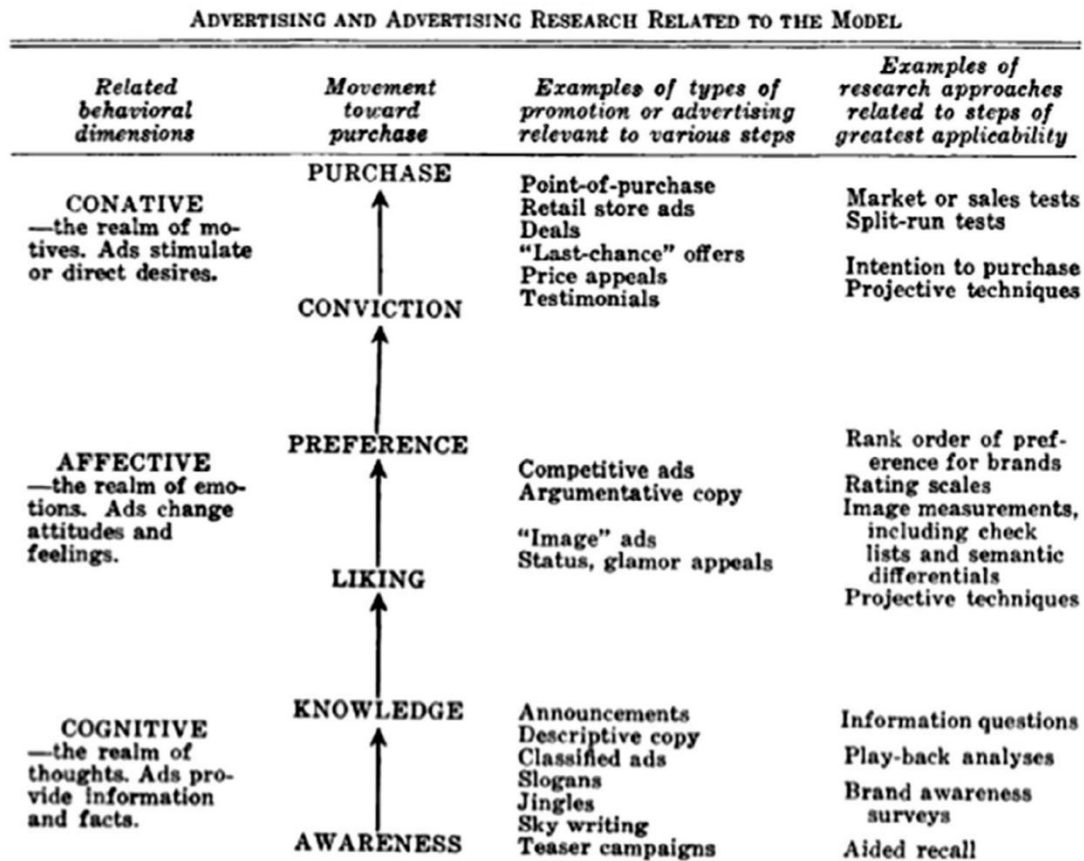 ADVERTISING AND ADVERTISING RESEARCH RELATED TO THE MODEL
Related
behavioral
dimensions
Movement
toward
purchase
Examples of types of
promotion or advertising
relevant to various steps
Examples of
research approaches
related to steps of
greatest applicability
CONATIVE
—the realm of mo-
tives. Ads stimulate
or direct desires.
PURCHASE
CONVICTION
Point-of-purchase
Retail store ads
Deals
“Last-chance” offers
Price appeals
Testimonials
Market or sales tests
Split-run tests
Intention to purchase
Projective techniques
AFFECTIVE
—the realm of emo-
tions. Ads change
attitudes and
feelings.
PREFERENCE
LIKING
Competitive ads
Argumentative copy
“Image” ads
Status, glamor appeals
Rank order of pref-
erence for brands
Rating scales
Image measurements,
including check
lists and semantic
differentials
Projective techniques
COGNITIVE
—the realm of
thoughts. Ads pro-
vide information
and facts.
KNOWLEDGE
AWARENESS
Announcements
Descriptive copy
Classified ads
Slogans
Jingles
Sky writing
Teaser campaigns
Information questions
Play-back analyses
Brand awareness
surveys
Aided recall